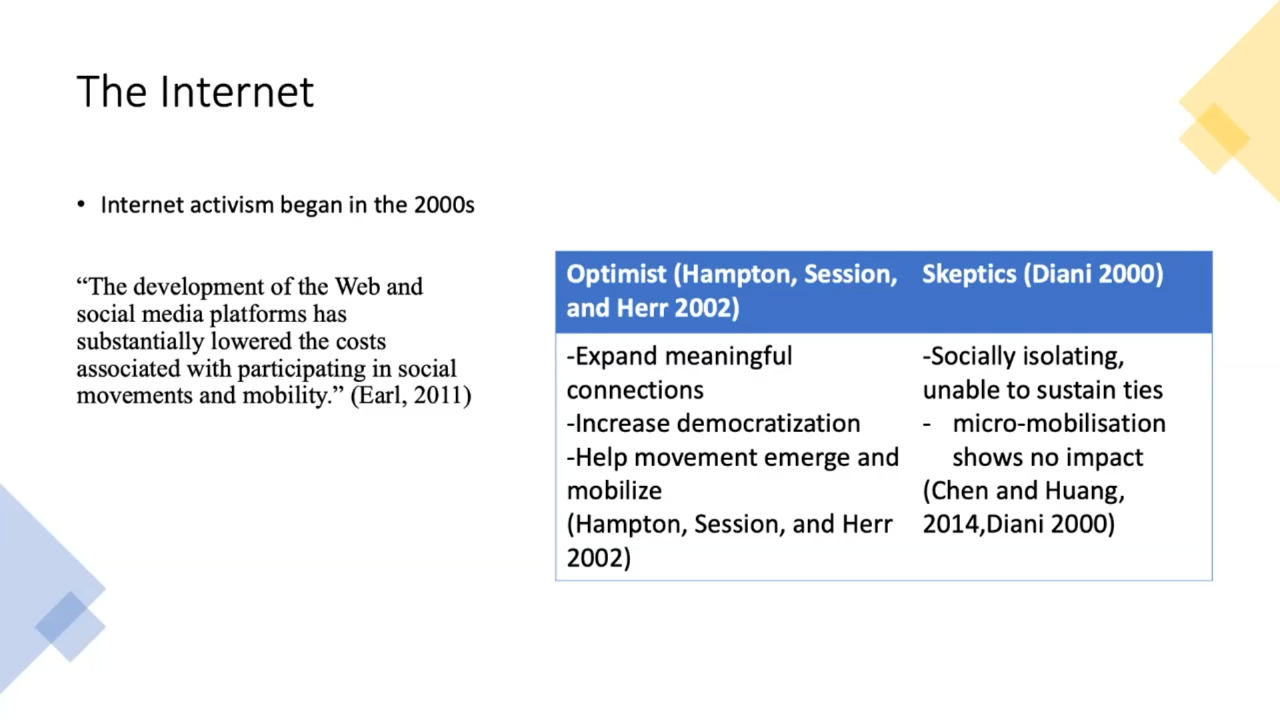 The Internet
• Internet activism began in the 2000s
“The development of the Web and
social media platforms has
substantially lowered the costs
associated with participating in social
movements and mobility.” (Earl, 2011)
Optimist (Hampton, Session,
and Herr 2002)
-Expand meaningful
connections
-Increase democratization
-Help movement emerge and
mobilize
(Hampton, Session, and Herr
2002)
Skeptics (Diani 2000)
-Socially isolating,
unable to sustain ties
- micro-mobilisation
shows no impact
(Chen and Huang,
2014,Diani 2000)